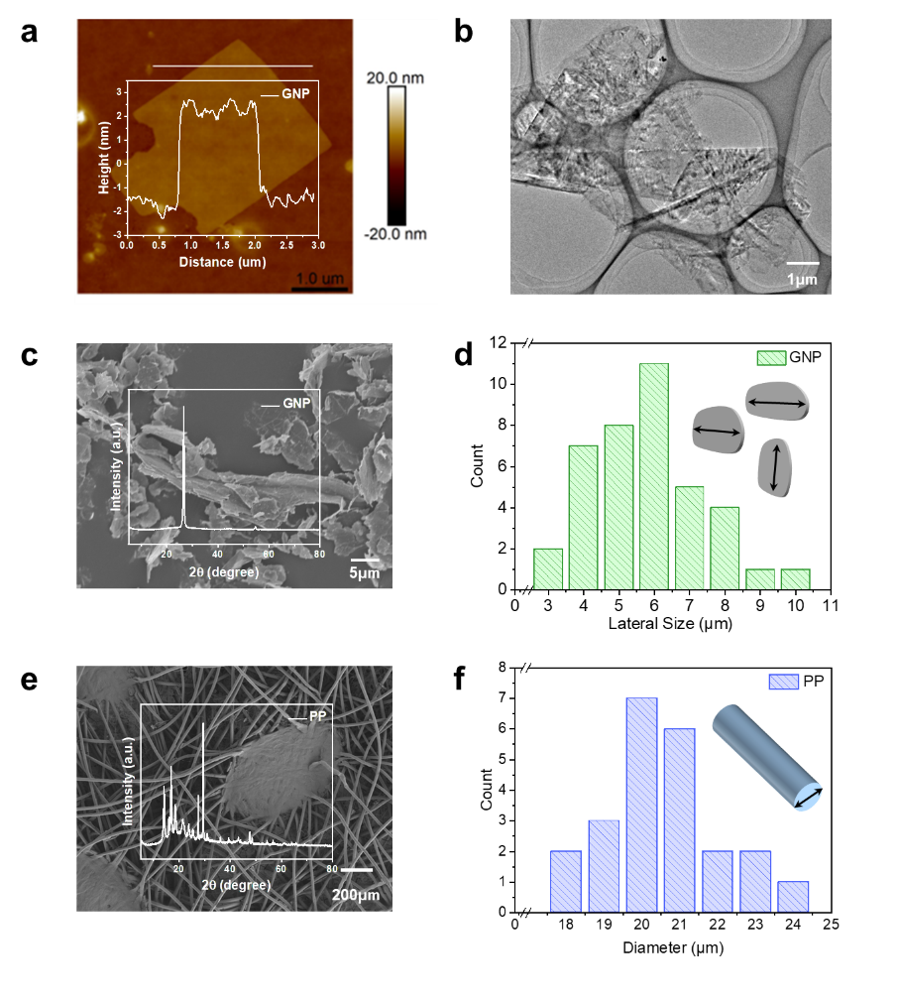 a
GNP
Height (nm)
3
2
1
0
-1
-2
-3
0.0 0.5 1.0 1.5 2.0 2.5 3.0
Distance (um)
1.0 um
20.0 nm
-20.0 nm
b
1μm
c
GNP
Intensity (a.u.)
20 40 60 80
2θ (degree)
5μm
d
GNP
Count
12
10
8
6
4
2
0
0 3 4 5 6 7 8 9 10 11
Lateral Size (μm)
e
PP
Intensity (a.u.)
20 40 60 80
2θ (degree)
200μm
f
PP
Count
8
7
6
5
4
3
2
1
0
0 18 19 20 21 22 23 24 25
Diameter (μm)